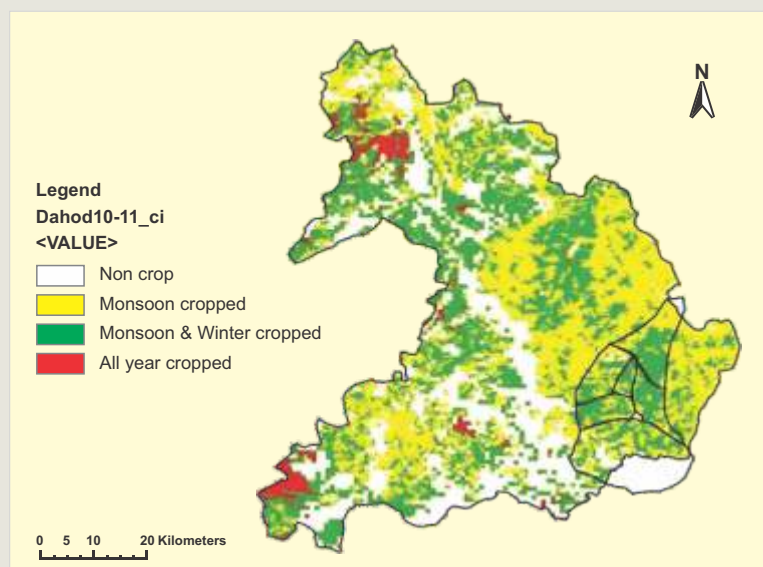 N
Legend
Dahod10-11_ci
<VALUE>
Non crop
Monsoon cropped
Monsoon & Winter cropped
All year cropped
0 5 10 20 Kilometers